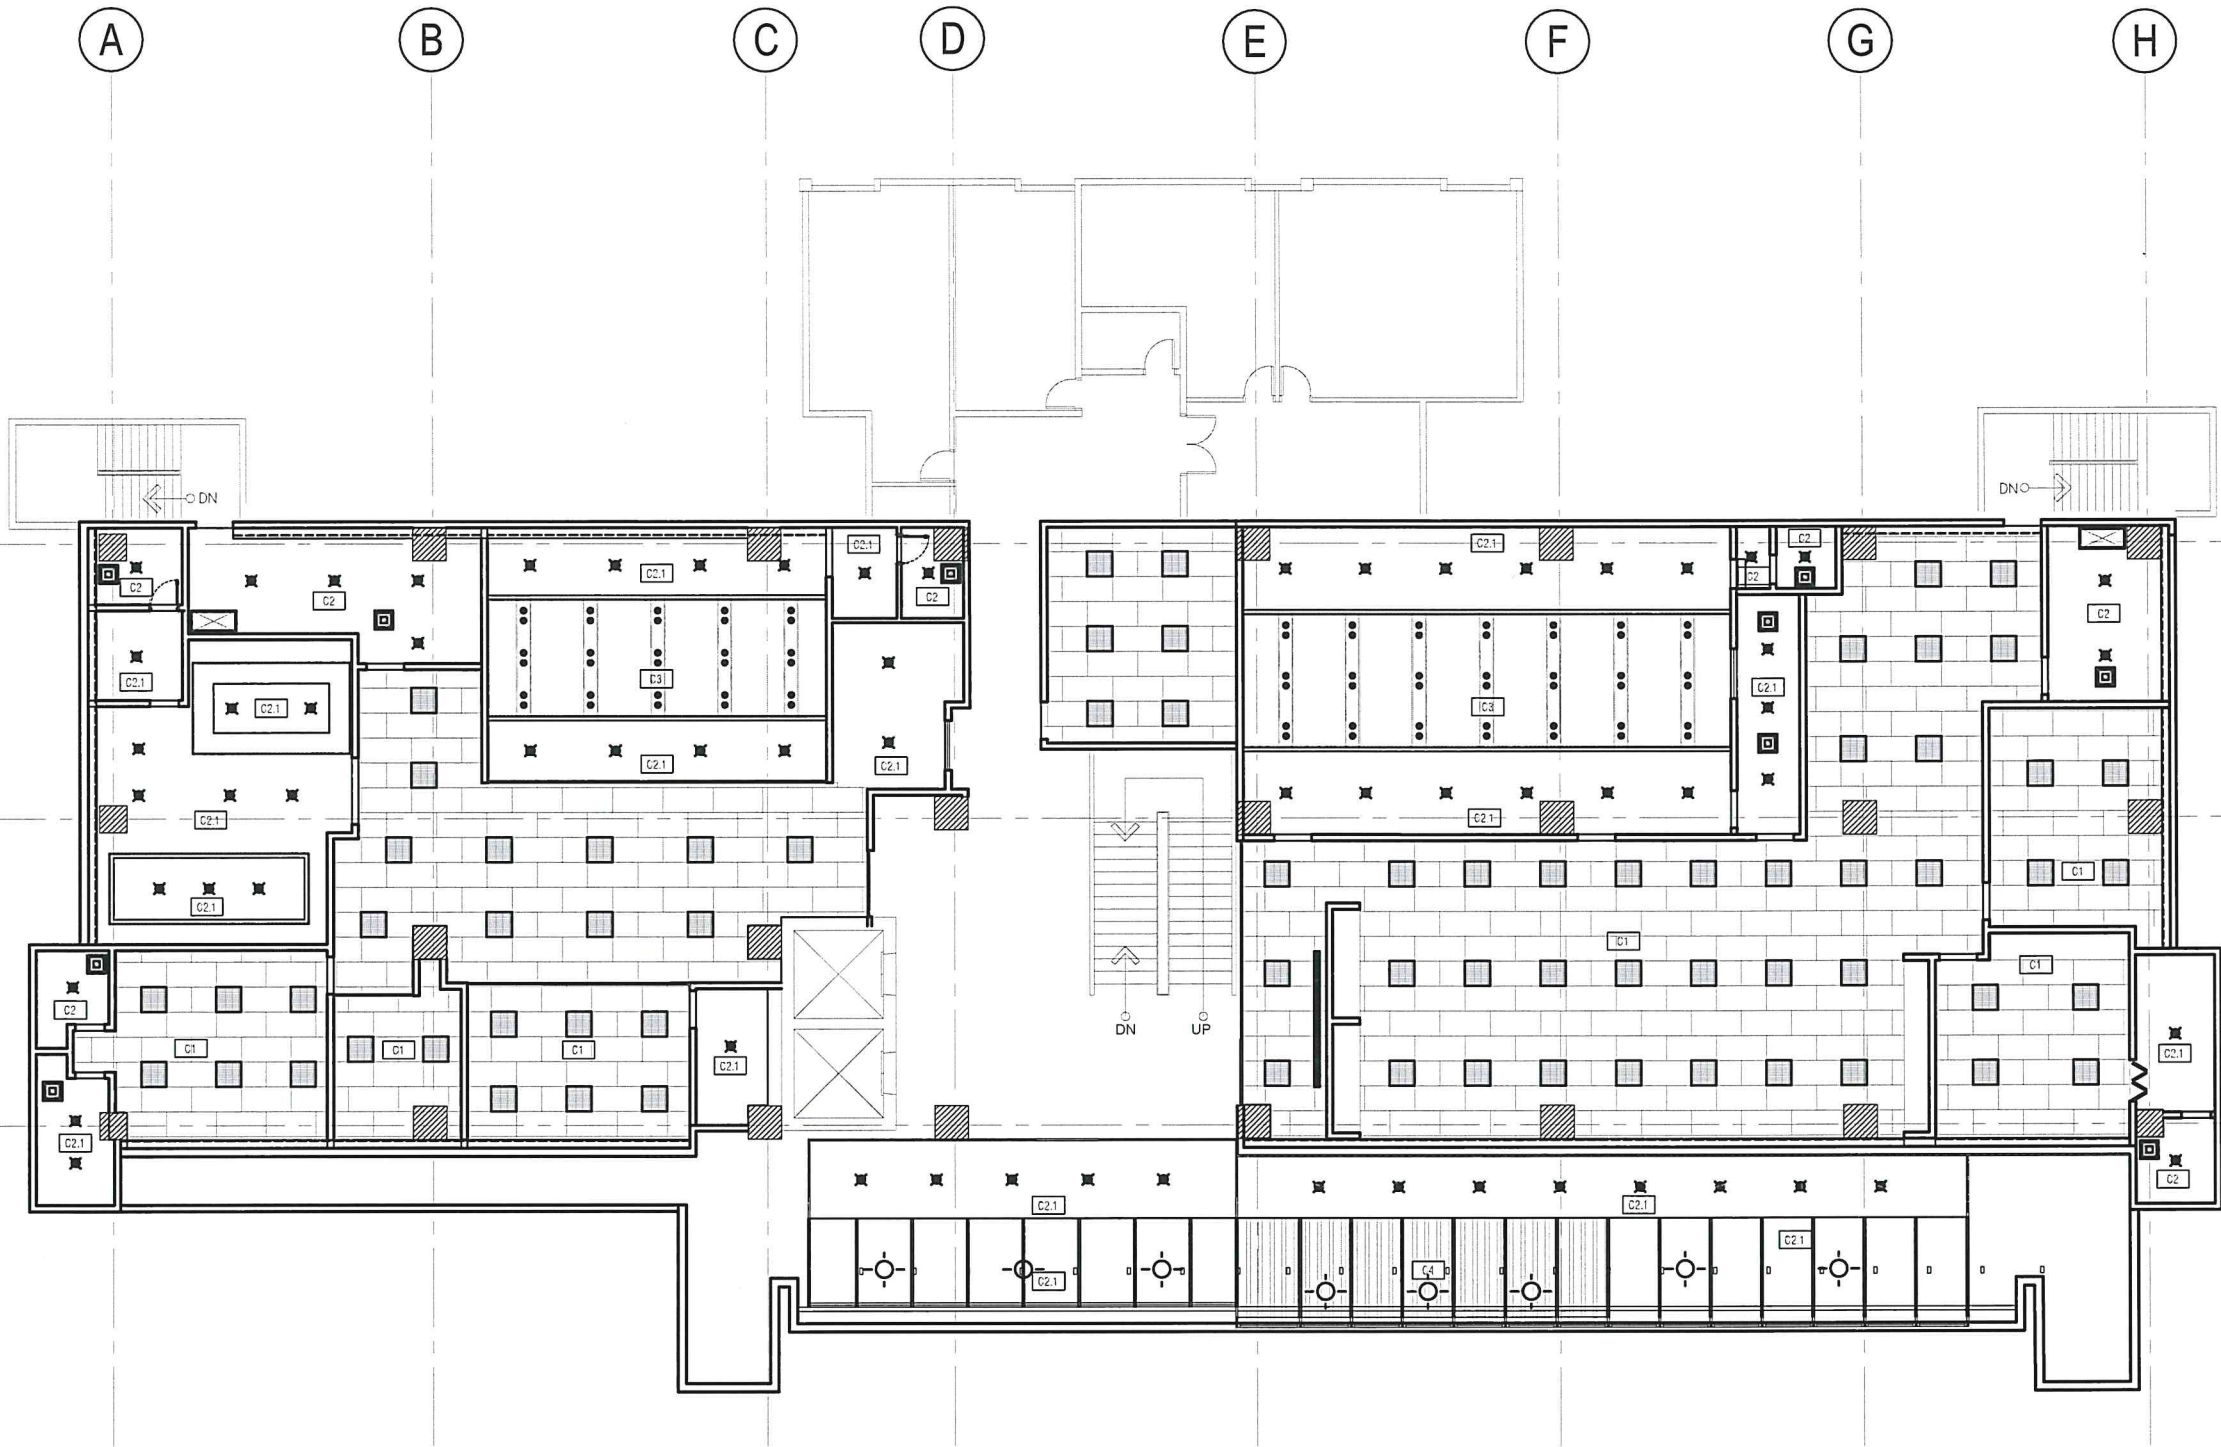 A B C D E F G H
DN DN
C2.1 C2.1 C2
C2.1 C2
C2 C2 C2 C2
C3 C2.1 C2.1
C2.1 C3
C2.1 C2.1 C2.1
C2.1 C2.1
C2.1 C1
C1 C1
C2 DN UP
C1 C1 C1 C2.1 C2.1
C2.1 C2
C2.1 C2.1
C2.1
C2.1 C4